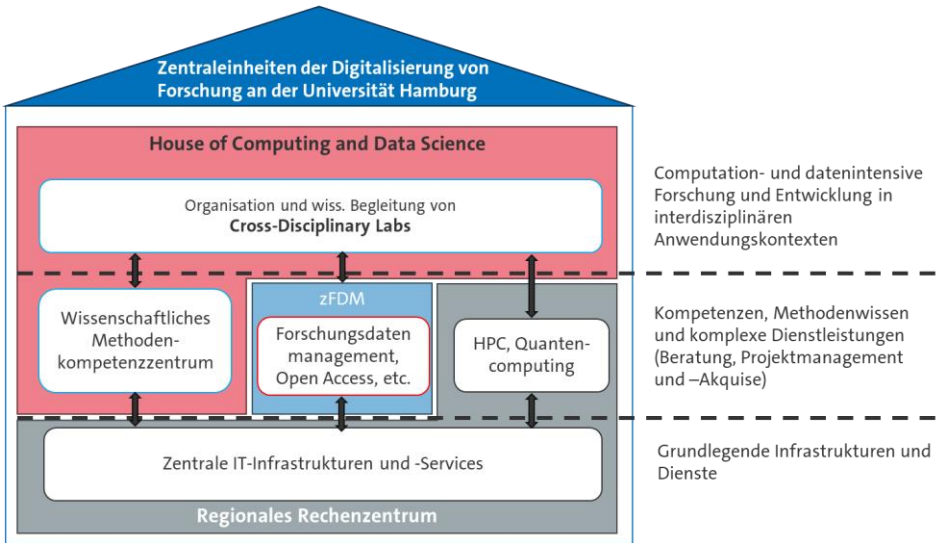 Zentraleinheiten der Digitalisierung von
Forschung an der Universität Hamburg
House of Computing and Data Science
Organisation und wiss. Begleitung von
Cross-Disciplinary Labs
Computation- und datenintensive
Forschung und Entwicklung in
interdisziplinären
Anwendungskontexten
Wissenschaftliches
Methoden-
kompetenzzentrum
zFDM
Forschungsdaten
management,
Open Access, etc.
HPC, Quanten-
computing
Kompetenzen, Methodenwissen
und komplexe Dienstleistungen
(Beratung, Projektmanagement
und –Akquise)
Zentrale IT-Infrastrukturen und -Services
Regionales Rechenzentrum
Grundlegende Infrastrukturen und
Dienste